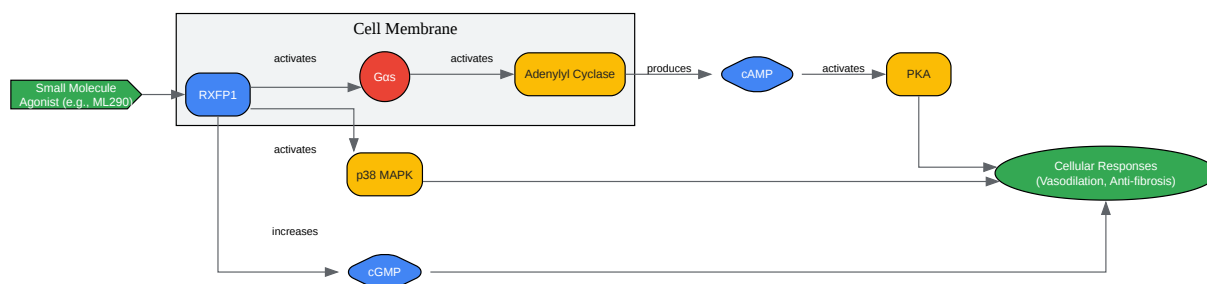 Cell Membrane
activates
activates
Small Molecule
Agonist (e.g., ML290)
RXFP1
Gαs
Adenylyl Cyclase
produces
cAMP
activates
PKA
activates
p38 MAPK
Cellular Responses
(Vasodilation, Anti-fibrosis)
increases
cGMP